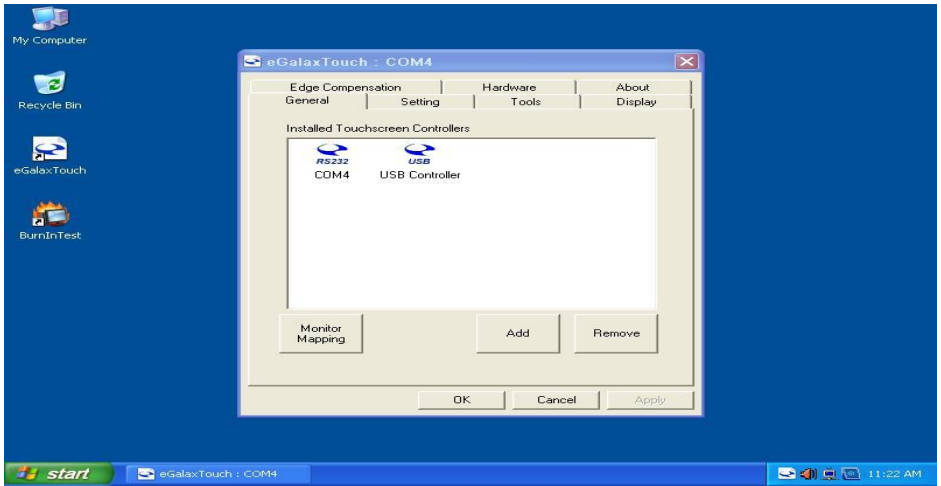 My Computer
Recycle Bin
eGalaxTouch
BurnInTest
eGalaxTouch : COM4
Edge Compensation Hardware About
General Setting Tools Display
Installed Touchscreen Controllers
RS232 USB
COM4 USB Controller
Monitor
Mapping
Add
Remove
OK Cancel Apply
start eGalaxTouch : COM4 11:22 AM